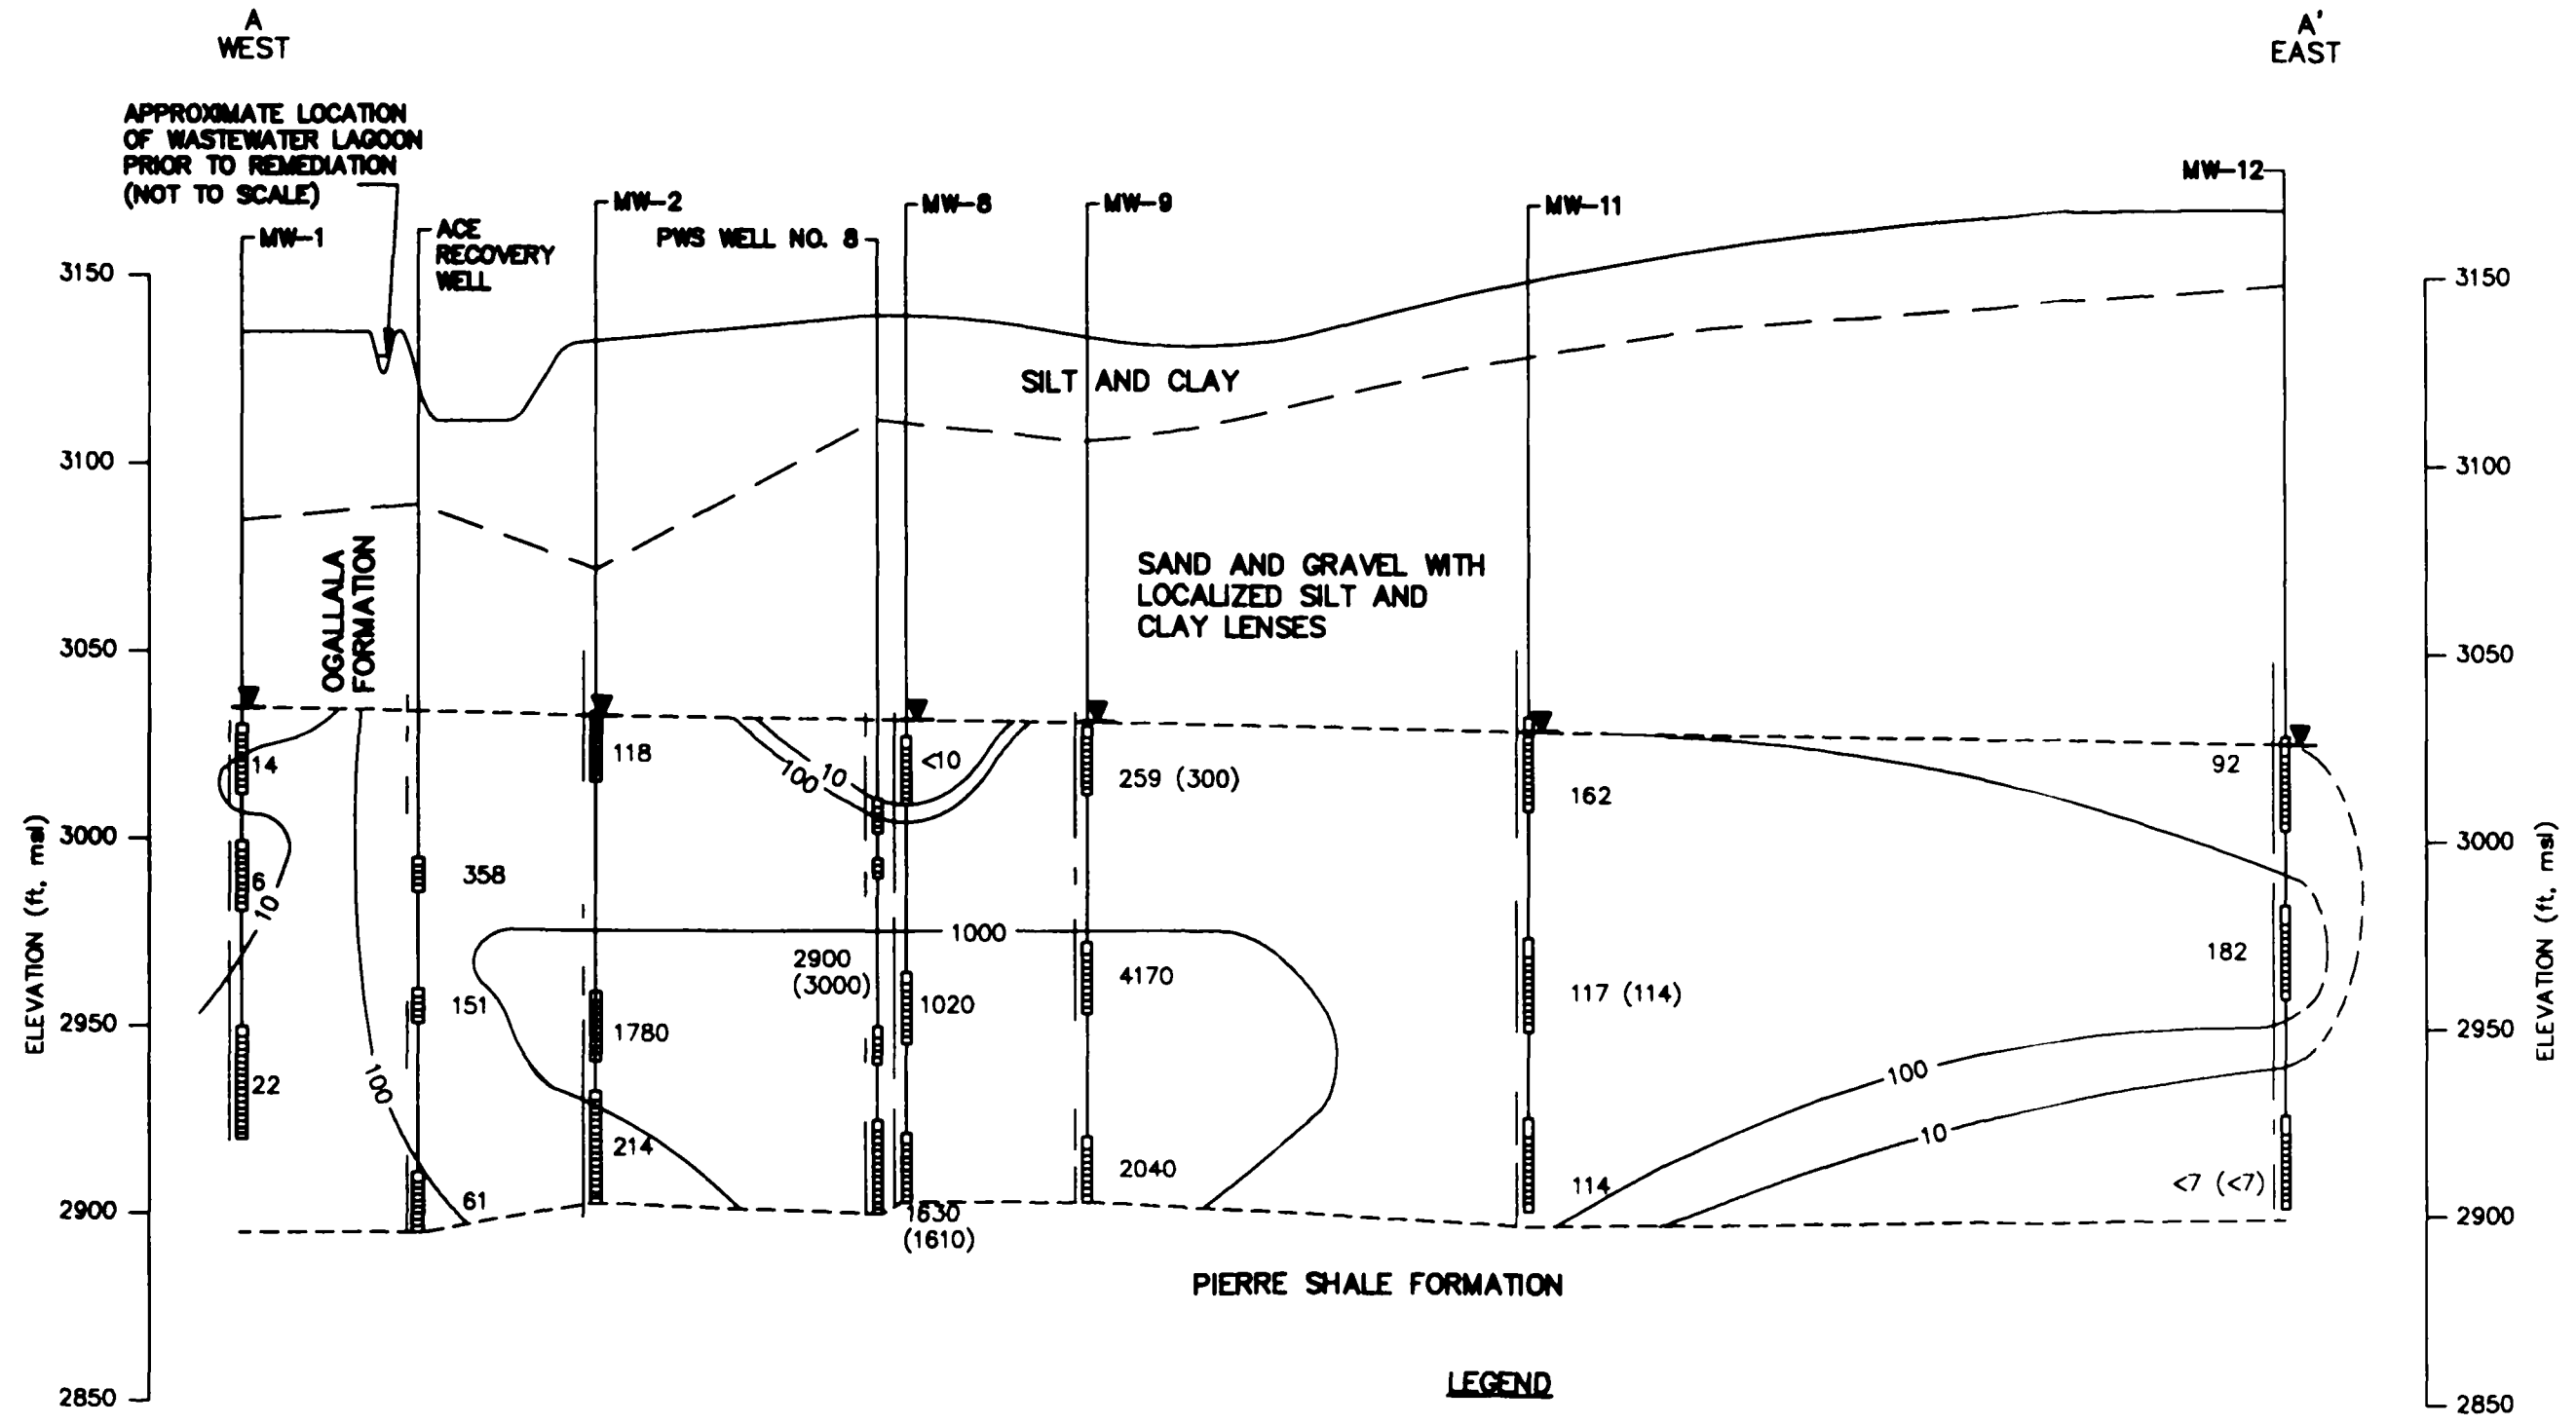 A
WEST
A'
EAST
APPROXIMATE LOCATION
OF WASTEWATER LAGOON
PRIOR TO REMEDIATION
(NOT TO SCALE)
MW-1
ACE
RECOVERY
WELL
MW-2
PWS WELL NO. 8
MW-8
MW-9
MW-11
MW-12
3150
3100
3050
3000
2950
2900
2850
ELEVATION (ft, msl)
3150
3100
3050
3000
2950
2900
2850
ELEVATION (ft, msl)
SILT AND CLAY
OGALLALA
FORMATION
SAND AND GRAVEL WITH
LOCALIZED SILT AND
CLAY LENSES
14
6
10
22
100
358
151
61
118
1780
214
100
10
<10
2900
(3000)
1000
1020
1630
(1610)
259 (300)
4170
2040
162
117 (114)
114
100
10
92
182
<7 (<7)
PIERRE SHALE FORMATION
LEGEND